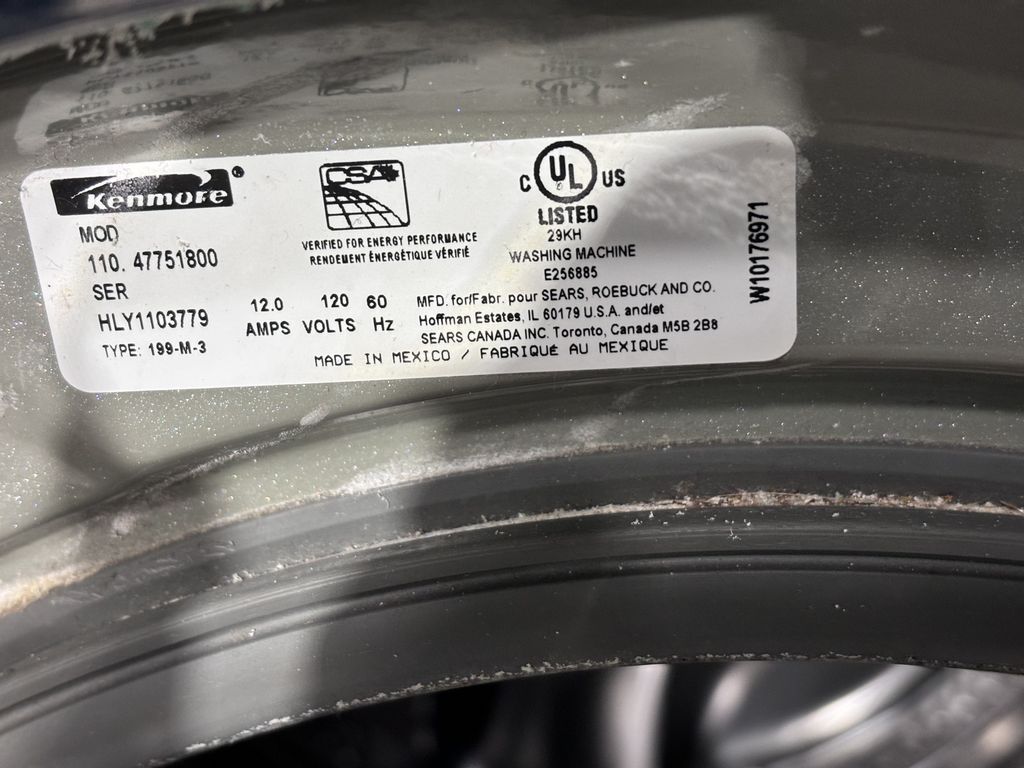 Kenmore®
MOD
110. 47751800
SER
HLY1103779
TYPE: 199-M-3
12.0 120 60
AMPS VOLTS Hz
CSA
VERIFIED FOR ENERGY PERFORMANCE
RENDEMENT ÉNERGÉTIQUE VÉRIFIÉ
C UL US
LISTED
29KH
WASHING MACHINE
E256885
MFD. for/Fabr. pour SEARS, ROEBUCK AND CO.
Hoffman Estates, IL 60179 U.S.A. and/et
SEARS CANADA INC. Toronto, Canada M5B 2B8
MADE IN MEXICO / FABRIQUÉ AU MEXIQUE
W10176971